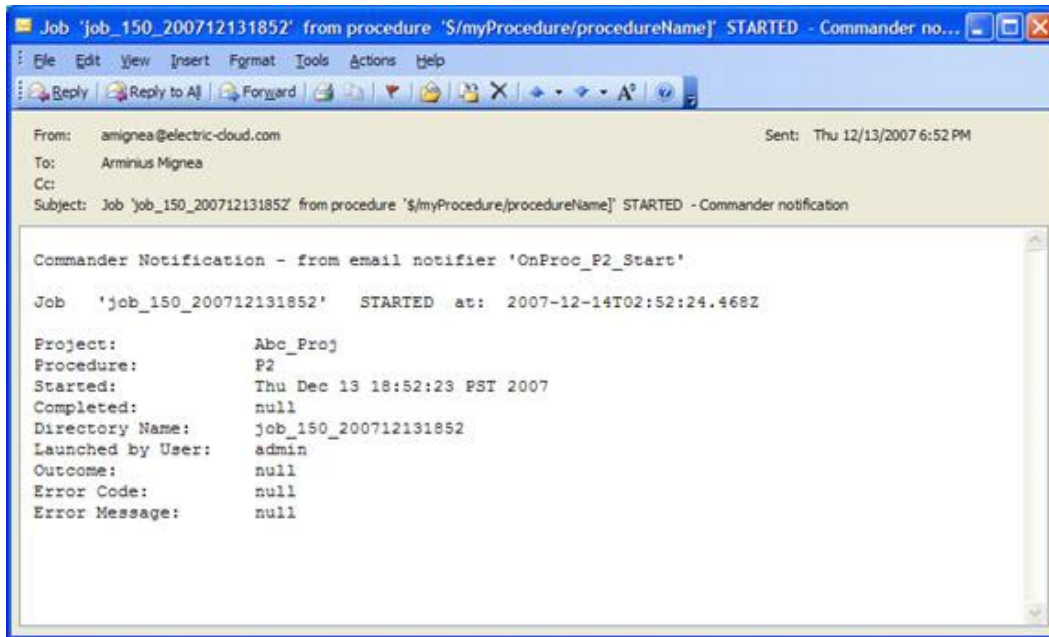 Job 'job_150_200712131852' from procedure '$/myProcedure/procedureName]' STARTED - Commander no...
File Edit View Insert Format Tools Actions Help
Reply Reply to All Forward
From: amignea@electric-cloud.com Sent: Thu 12/13/2007 6:52 PM
To: Arminius Mignea
Cc:
Subject: Job 'job_150_200712131852' from procedure '$/myProcedure/procedureName]' STARTED - Commander notification
Commander Notification - from email notifier 'OnProc_P2_Start'
Job 'job_150_200712131852' STARTED at: 2007-12-14T02:52:24.468Z
Project: Abc_Proj
Procedure: P2
Started: Thu Dec 13 18:52:23 PST 2007
Completed: null
Directory Name: job_150_200712131852
Launched by User: admin
Outcome: null
Error Code: null
Error Message: null